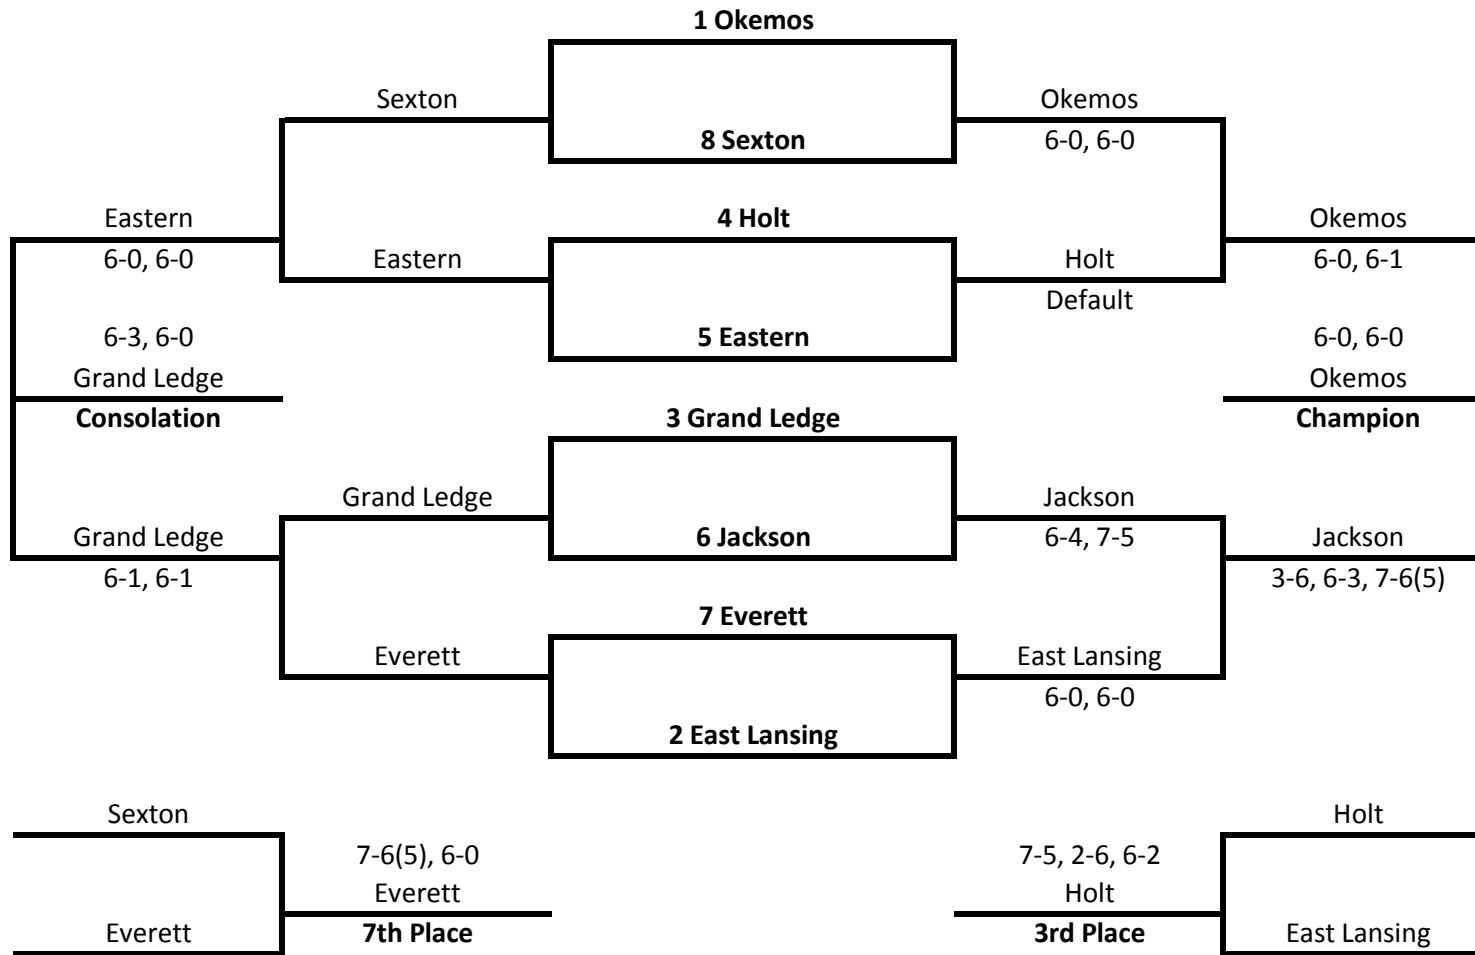 1 Okemos
Sexton
Okemos
8 Sexton
6-0, 6-0
Eastern
4 Holt
Okemos
6-0, 6-0
Eastern
Holt
6-0, 6-1
Default
6-3, 6-0
5 Eastern
6-0, 6-0
Grand Ledge
Okemos
Consolation
3 Grand Ledge
Champion
Grand Ledge
Jackson
Grand Ledge
6 Jackson
6-4, 7-5
Jackson
6-1, 6-1
3-6, 6-3, 7-6(5)
7 Everett
Everett
East Lansing
6-0, 6-0
2 East Lansing
Sexton
Holt
7-6(5), 6-0
7-5, 2-6, 6-2
Everett
Holt
Everett
7th Place
3rd Place
East Lansing